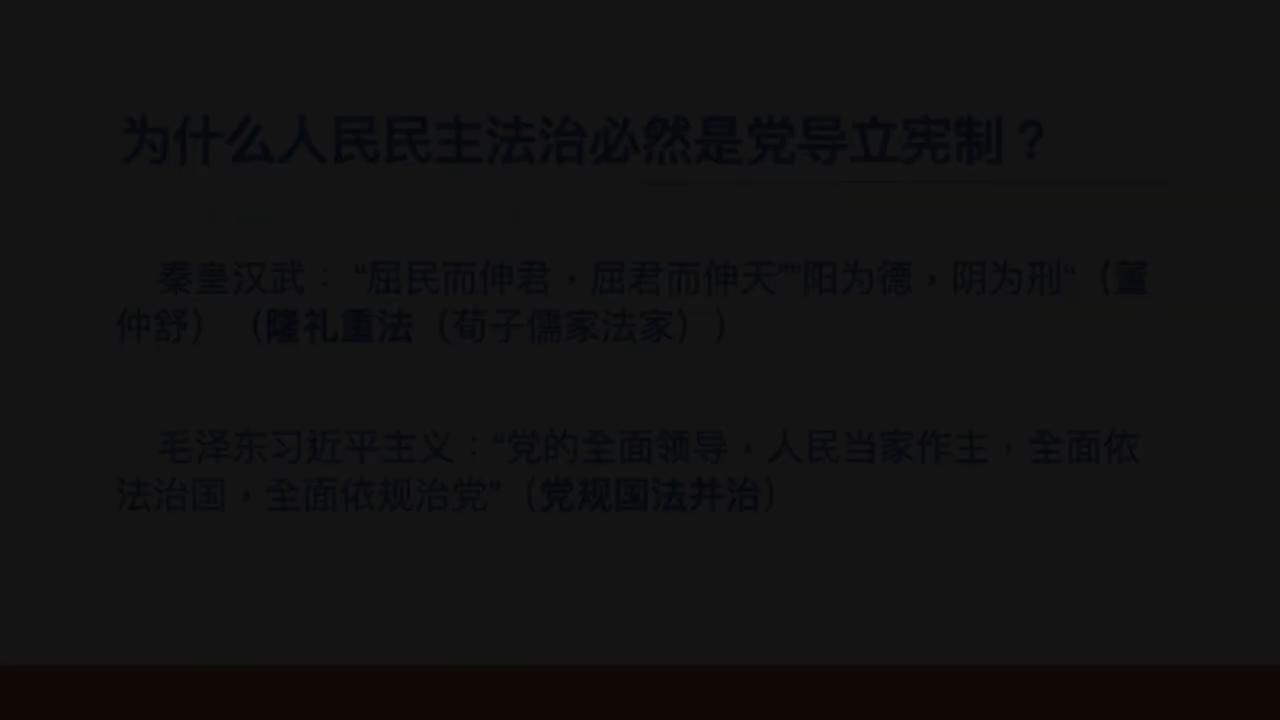 为什么人民民主法治必然是党导立宪制？
秦皇汉武：“屈民而伸君，屈君而伸天”“阳为德，阴为刑“（董
仲舒）（隆礼重法（荀子儒家法家））
毛泽东习近平主义：“党的全面领导，人民当家作主，全面依
法治国，全面依规治党”（党规国法并治）